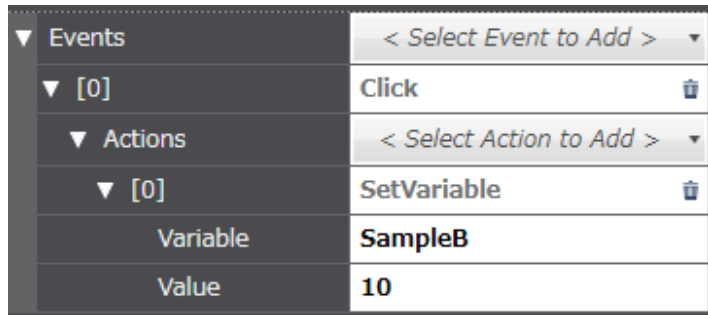 Events < Select Event to Add >
[0] Click
Actions < Select Action to Add >
[0] SetVariable
Variable SampleB
Value 10